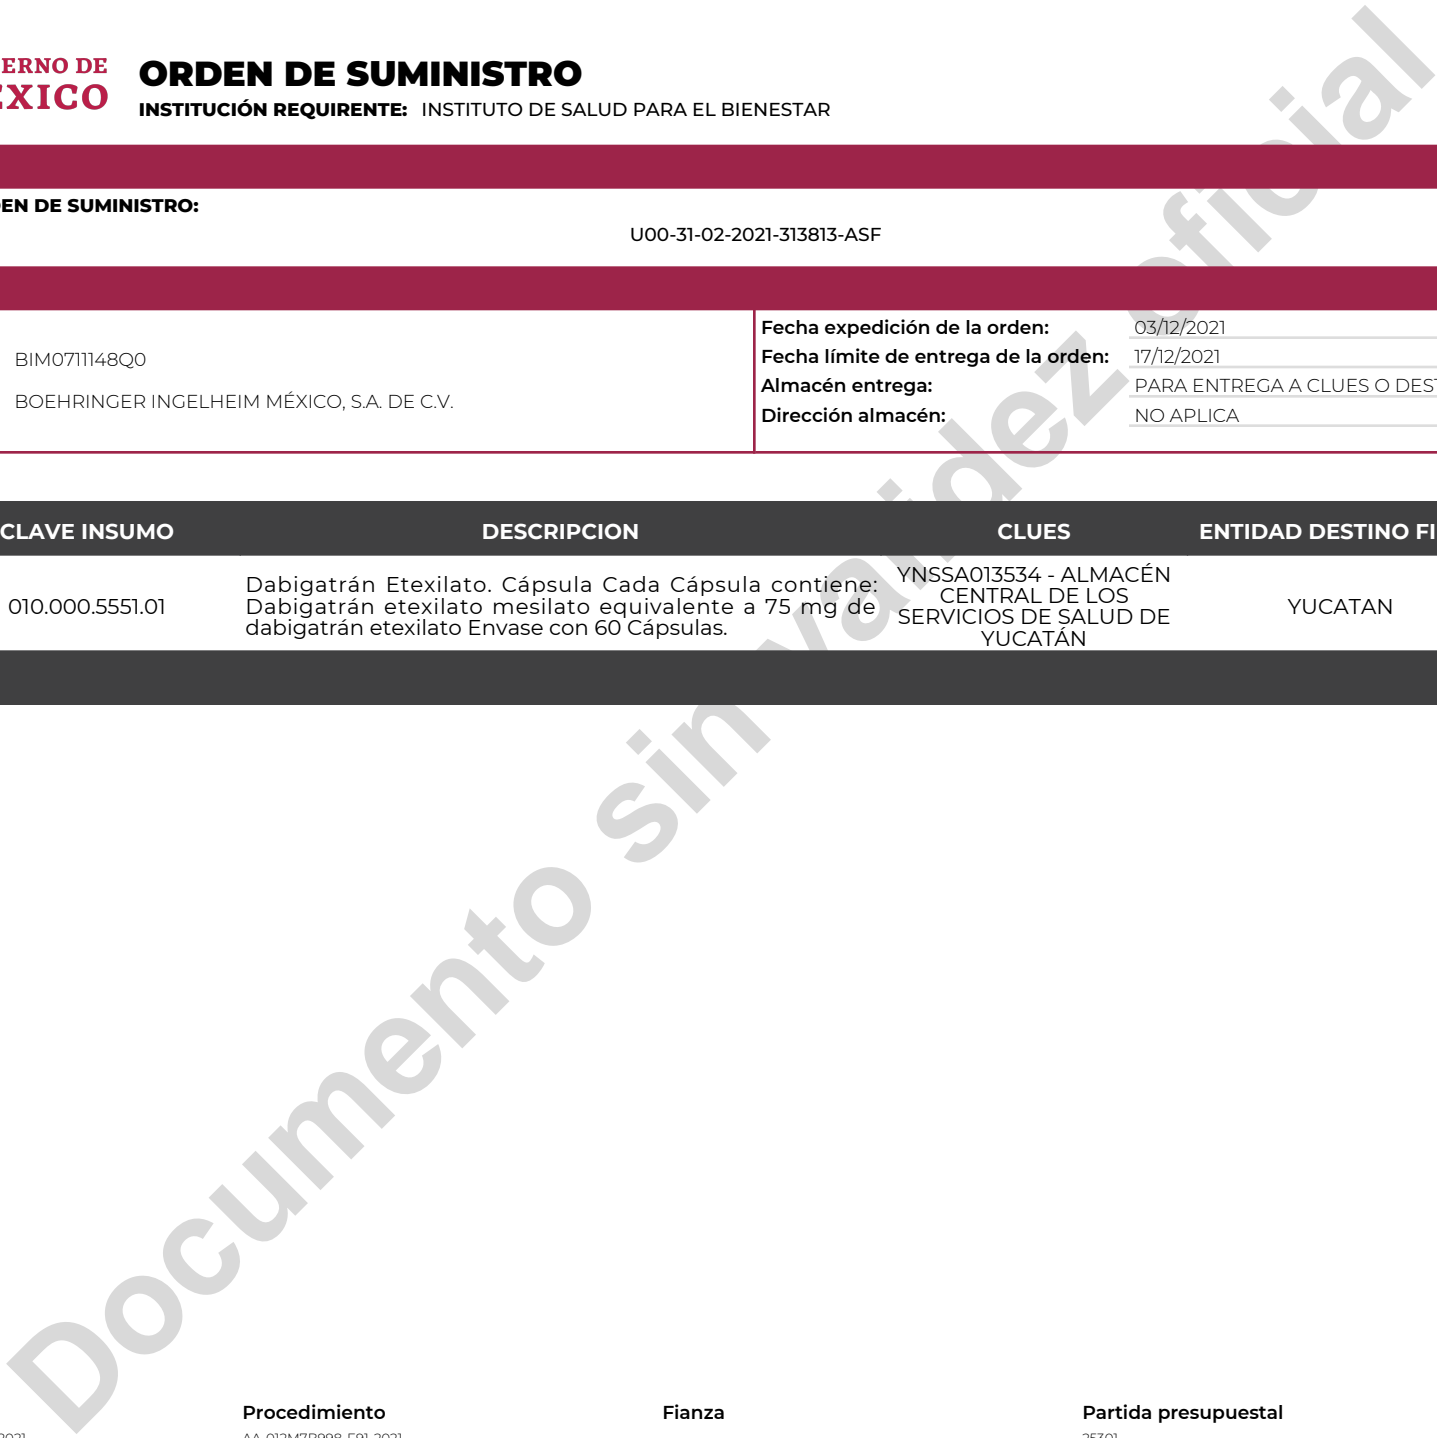 ERNO DE
ÉXICO
ORDEN DE SUMINISTRO
INSTITUCIÓN REQUIRENTE: INSTITUTO DE SALUD PARA EL BIENESTAR
EN DE SUMINISTRO:
U00-31-02-2021-313813-ASF
BIM0711148Q0
BOEHRINGER INGELHEIM MÉXICO, S.A. DE C.V.
Fecha expedición de la orden: 03/12/2021
Fecha límite de entrega de la orden: 17/12/2021
Almacén entrega: PARA ENTREGA A CLUES O DEST
Dirección almacén: NO APLICA
CLAVE INSUMO DESCRIPCION CLUES ENTIDAD DESTINO FI
010.000.5551.01
Dabigatrán Etexilato. Cápsula Cada Cápsula contiene:
Dabigatrán etexilato mesilato equivalente a 75 mg de
dabigatrán etexilato Envase con 60 Cápsulas.
YNSSA013534 - ALMACÉN
CENTRAL DE LOS
SERVICIOS DE SALUD DE
YUCATÁN
YUCATAN
Documento sin validez oficial
Procedimiento Fianza Partida presupuestal